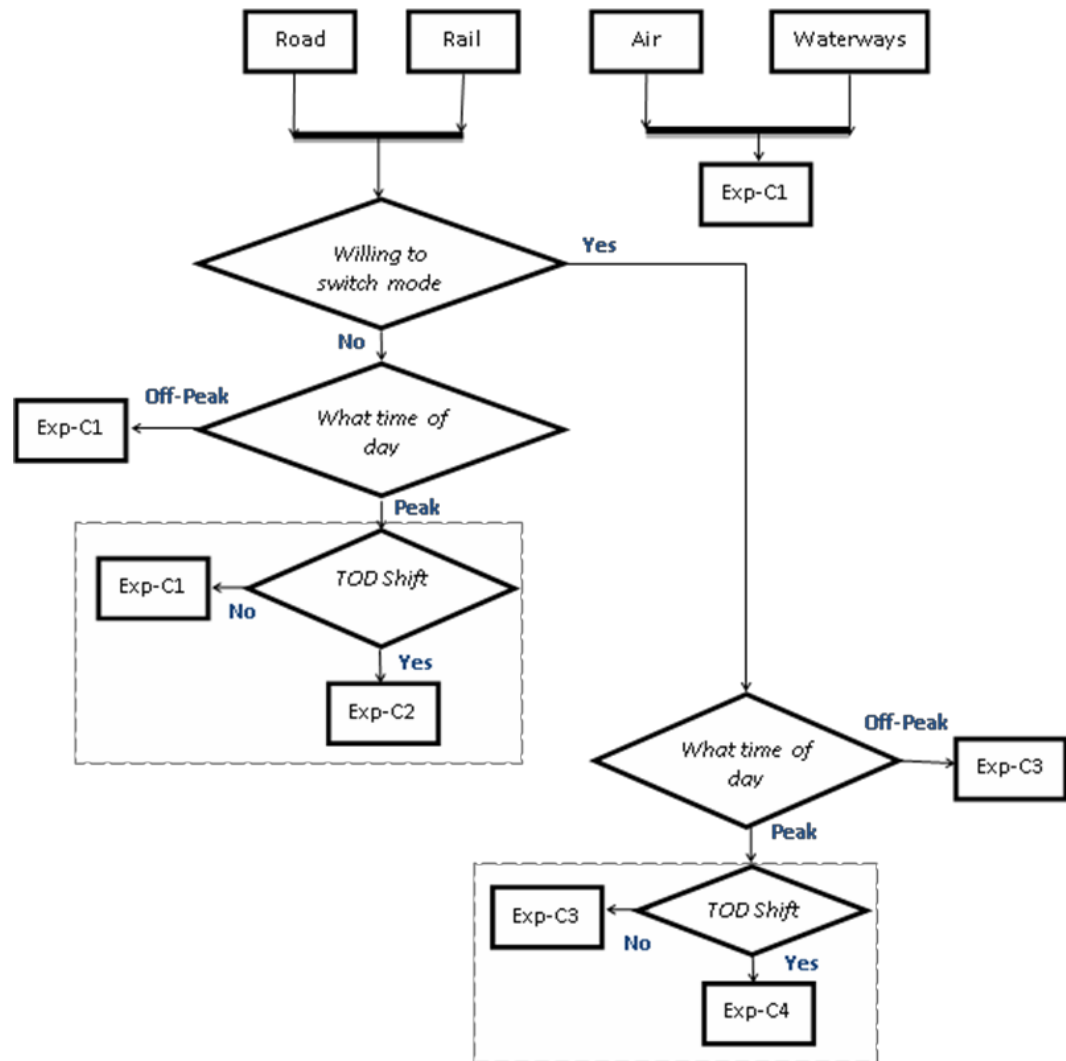 Road
Rail
Air
Waterways
Exp-C1
Willing to
switch mode
Yes
No
What time of
day
Off-Peak
Exp-C1
Peak
TOD Shift
Exp-C1
No
Yes
Exp-C2
What time of
day
Off-Peak
Exp-C3
Peak
TOD Shift
Exp-C3
No
Yes
Exp-C4